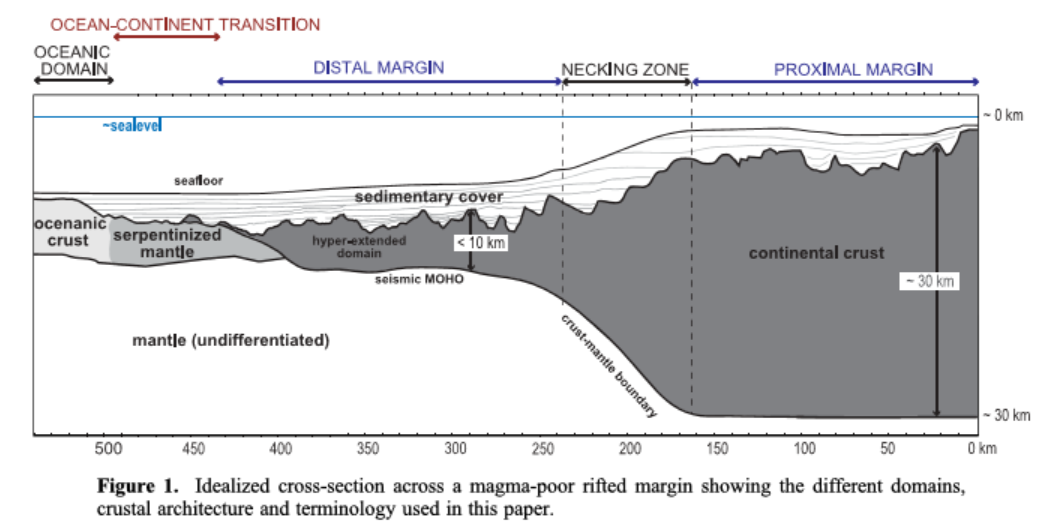 OCEAN-CONTINENT TRANSITION
OCEANIC
DOMAIN
DISTAL MARGIN
NECKING ZONE
PROXIMAL MARGIN
~sealevel
~ 0 km
seafloor
sedimentary cover
ocenanic
crust
serpentinized
mantle
hyper-extended
domain
< 10 km
continental crust
seismic MOHO
~ 30 km
crust-mantle boundary
mantle (undifferentiated)
~ 30 km
500 450 400 350 300 250 200 150 100 50 0 km
Figure 1. Idealized cross-section across a magma-poor rifted margin showing the different domains,
crustal architecture and terminology used in this paper.